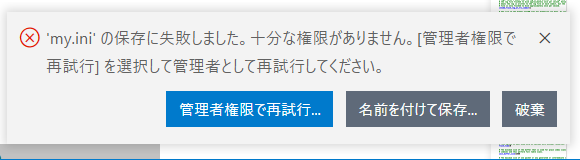 'my.ini' の保存に失敗しました。十分な権限がありません。[管理者権限で
再試行] を選択して管理者として再試行してください。
管理者権限で再試行...
名前を付けて保存...
破棄